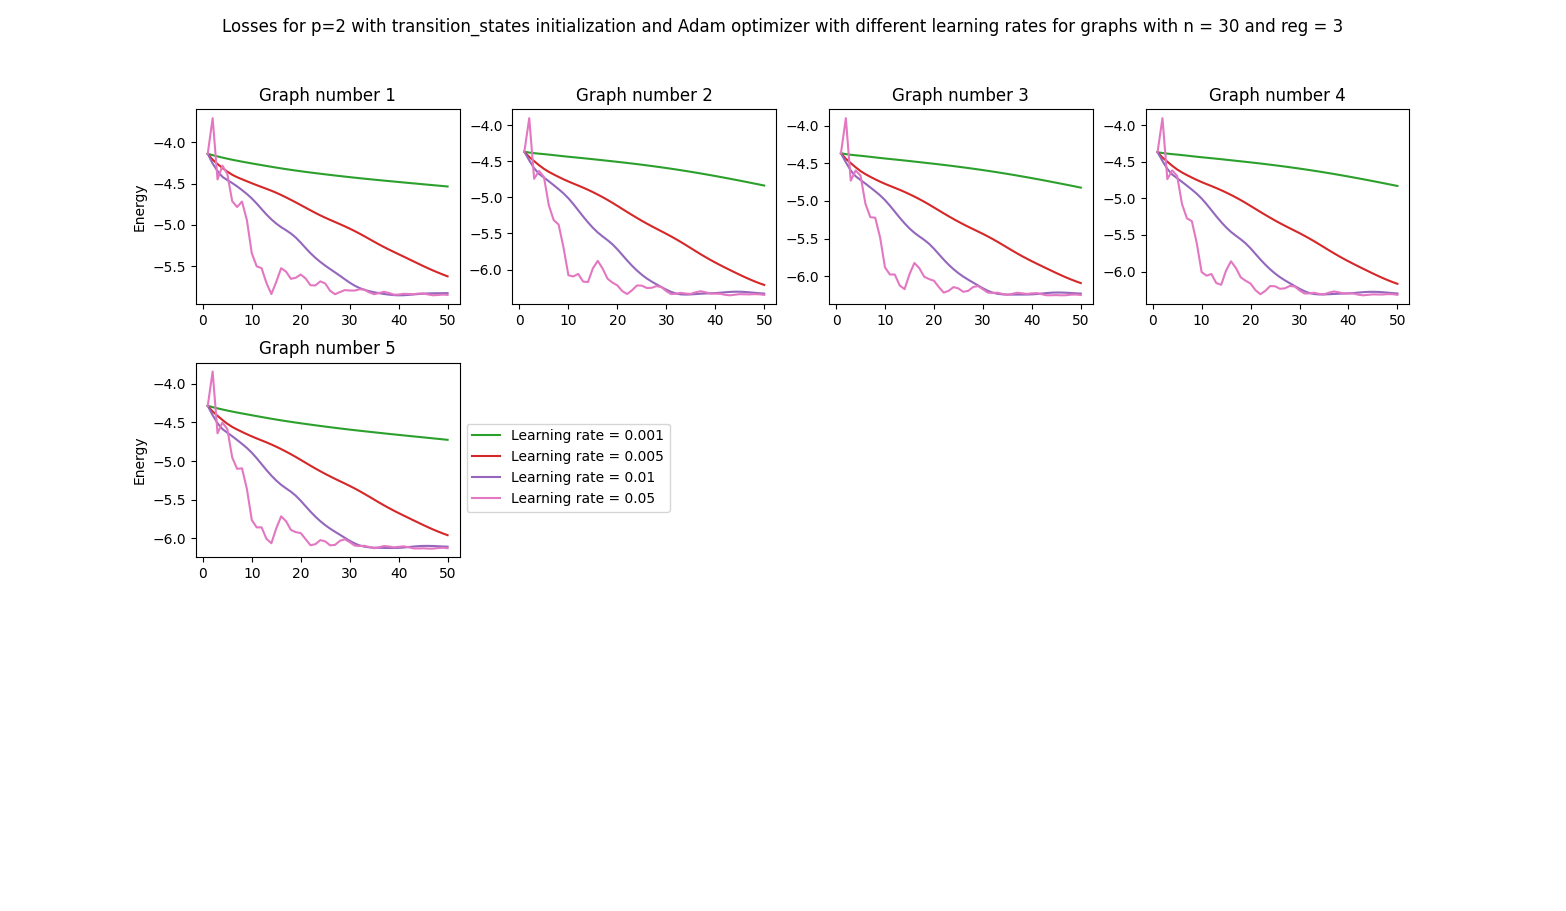 Losses for p=2 with transition_states initialization and Adam optimizer with different learning rates for graphs with n = 30 and reg = 3
Graph number 1
Graph number 2
Graph number 3
Graph number 4
Energy
−4.0
−4.5
−5.0
−5.5
0 10 20 30 40 50
−4.0
−4.5
−5.0
−5.5
−6.0
0 10 20 30 40 50
−4.0
−4.5
−5.0
−5.5
−6.0
0 10 20 30 40 50
−4.0
−4.5
−5.0
−5.5
−6.0
0 10 20 30 40 50
Graph number 5
Energy
−4.0
−4.5
−5.0
−5.5
−6.0
0 10 20 30 40 50
Learning rate = 0.001
Learning rate = 0.005
Learning rate = 0.01
Learning rate = 0.05